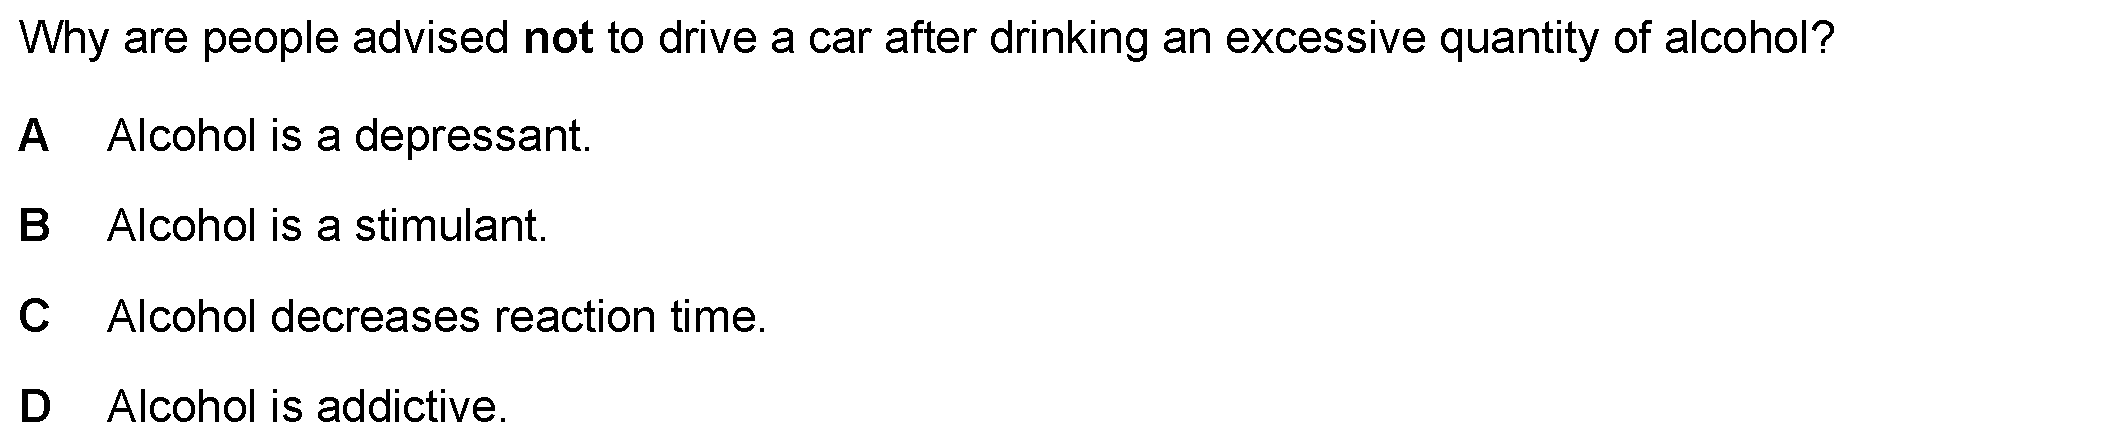 Why are people advised not to drive a car after drinking an excessive quantity of alcohol?
A Alcohol is a depressant.
B Alcohol is a stimulant.
C Alcohol decreases reaction time.
D Alcohol is addictive.